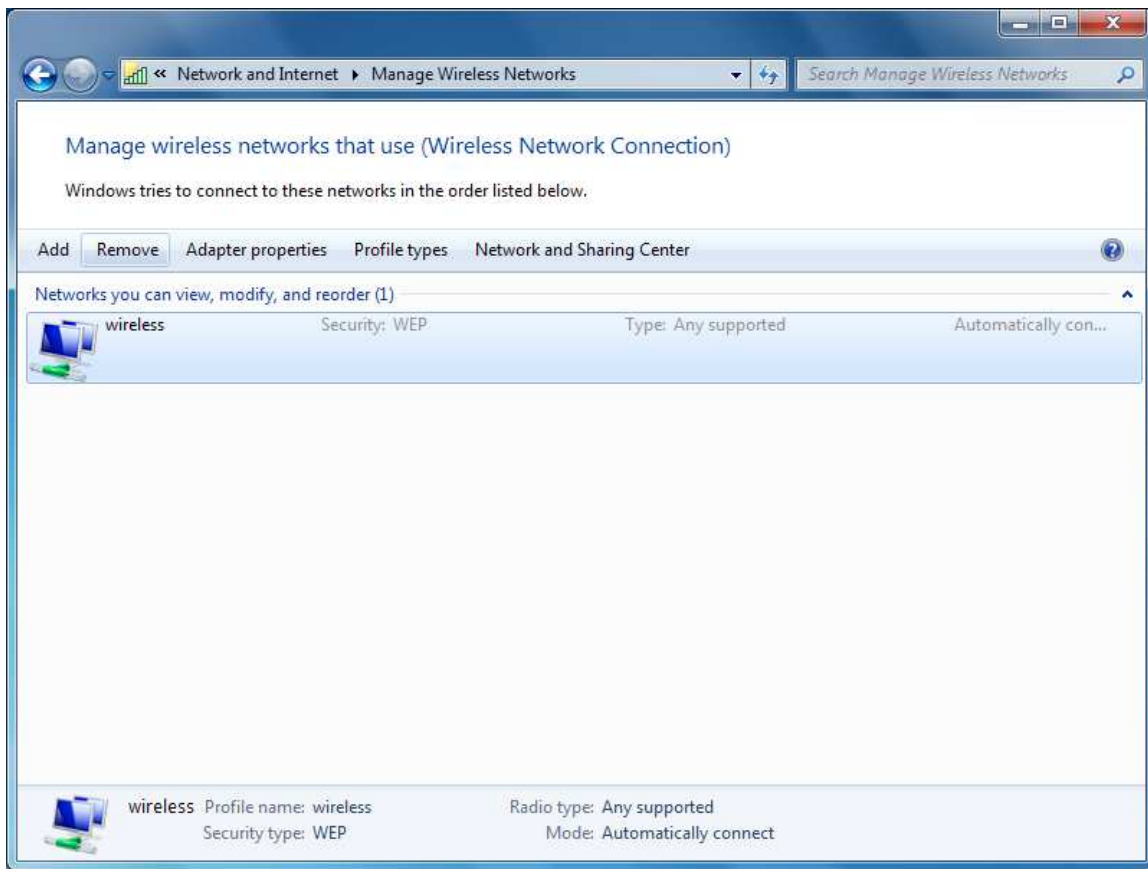 « Network and Internet ▸ Manage Wireless Networks
Search Manage Wireless Networks
Manage wireless networks that use (Wireless Network Connection)
Windows tries to connect to these networks in the order listed below.
Add Remove Adapter properties Profile types Network and Sharing Center
Networks you can view, modify, and reorder (1)
wireless Security: WEP Type: Any supported Automatically con...
wireless Profile name: wireless Radio type: Any supported
Security type: WEP Mode: Automatically connect